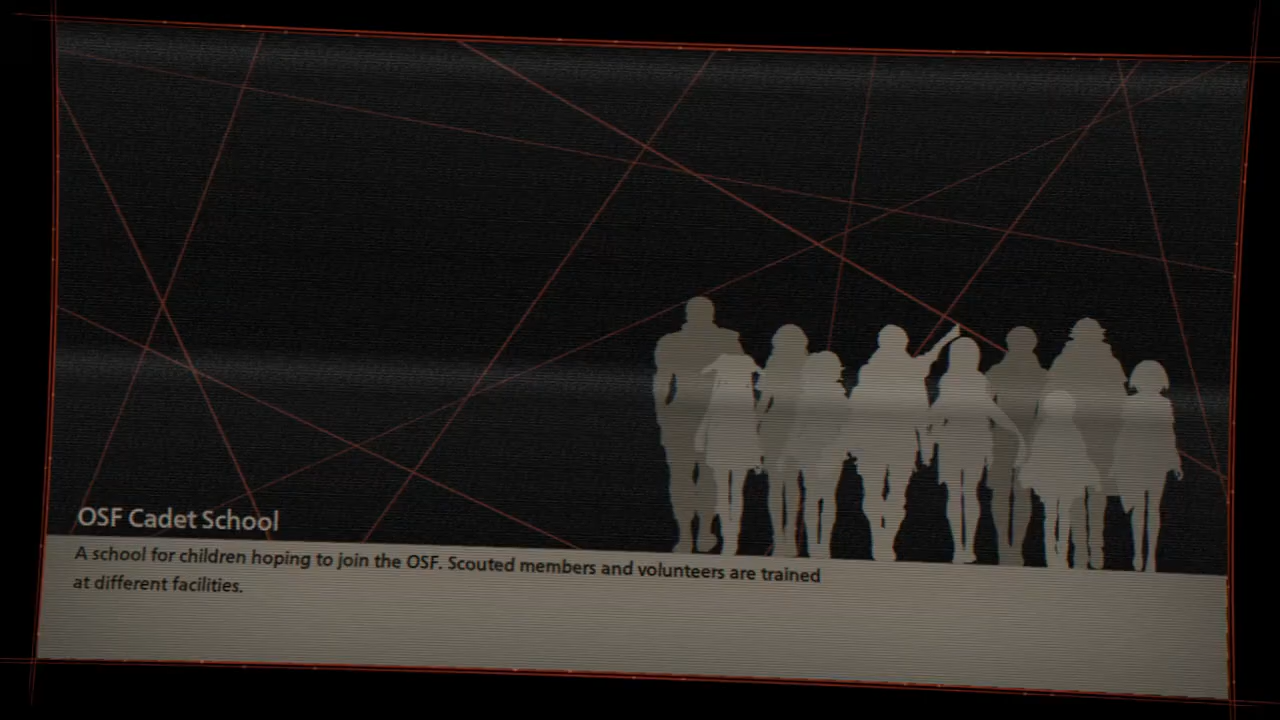 OSF Cadet School
A school for children hoping to join the OSF. Scouted members and volunteers are trained
at different facilities.